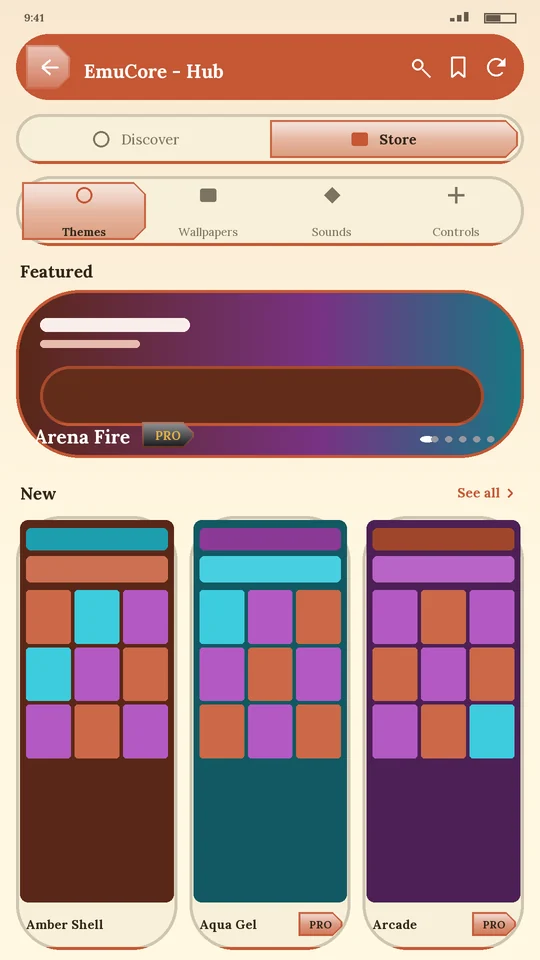 9:41
EmuCore - Hub
Discover
Store
Themes
Wallpapers
Sounds
Controls
Featured
Arena Fire
PRO
New
See all
Amber Shell
Aqua Gel
PRO
Arcade
PRO